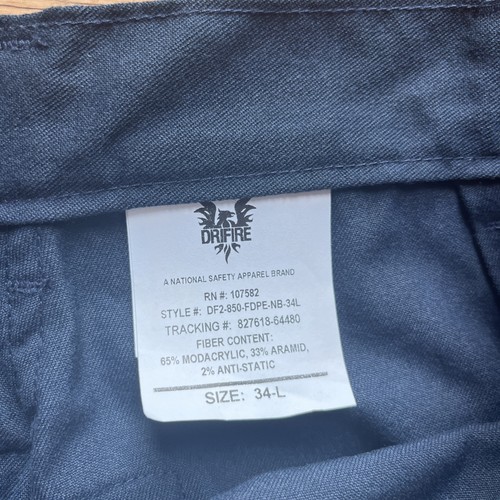 DRIFIRE
A NATIONAL SAFETY APPAREL BRAND
RN #: 107582
STYLE #: DF2-850-FDPE-NB-34L
TRACKING #: 827618-64480
FIBER CONTENT:
65% MODACRYLIC, 33% ARAMID,
2% ANTI-STATIC
SIZE: 34-L